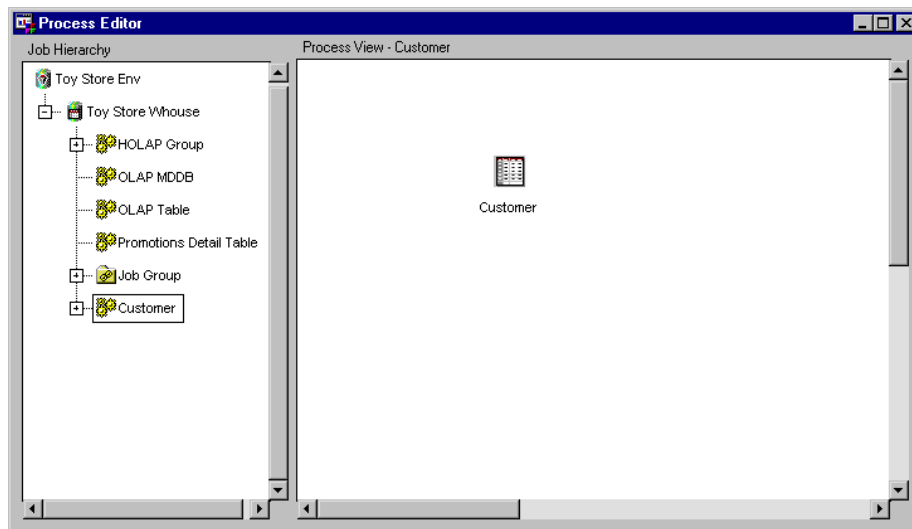 Process Editor
Job Hierarchy
Process View - Customer
Toy Store Env
Toy Store Whouse
HOLAP Group
OLAP MDDB
OLAP Table
Promotions Detail Table
Job Group
Customer
Customer